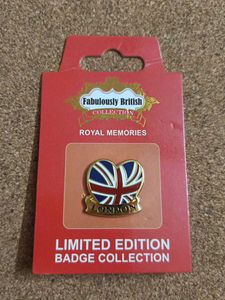 Fabulously British
COLLECTION
ROYAL MEMORIES
LONDON
LIMITED EDITION
BADGE COLLECTION